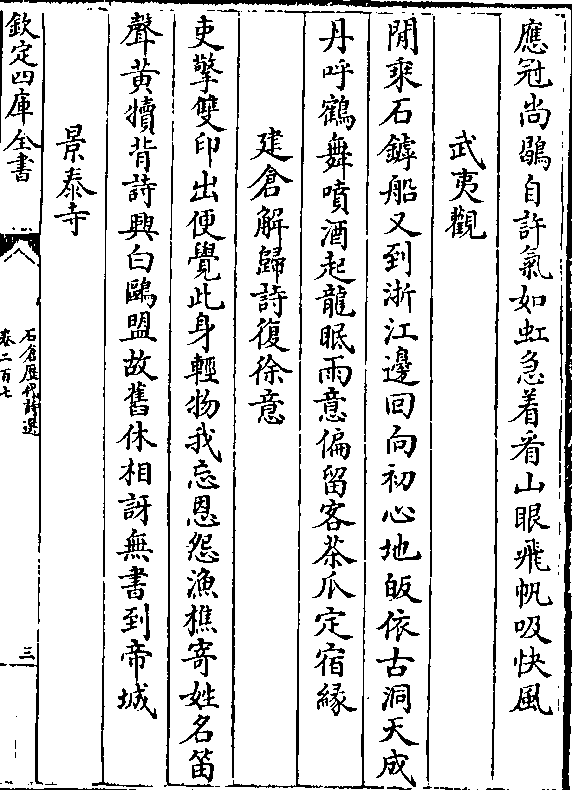 應冠尚鶡自許氣如虹急着看山眼飛帆吸快風
武夷觀
閒乘石罅船又到浙江邊回向初心地皈依古洞天成
丹呼鶴舞噴酒起龍眠雨意偏留客茶瓜定宿緣
建倉解歸詩復徐意
吏擎雙印出便覺此身輕物我忘恩怨漁樵寄姓名笛
聲黃犢背詩興白鷗盟故舊休相訝無書到帝城
景泰寺
欽定四庫全書
石倉歷代詩選
卷二百七
三